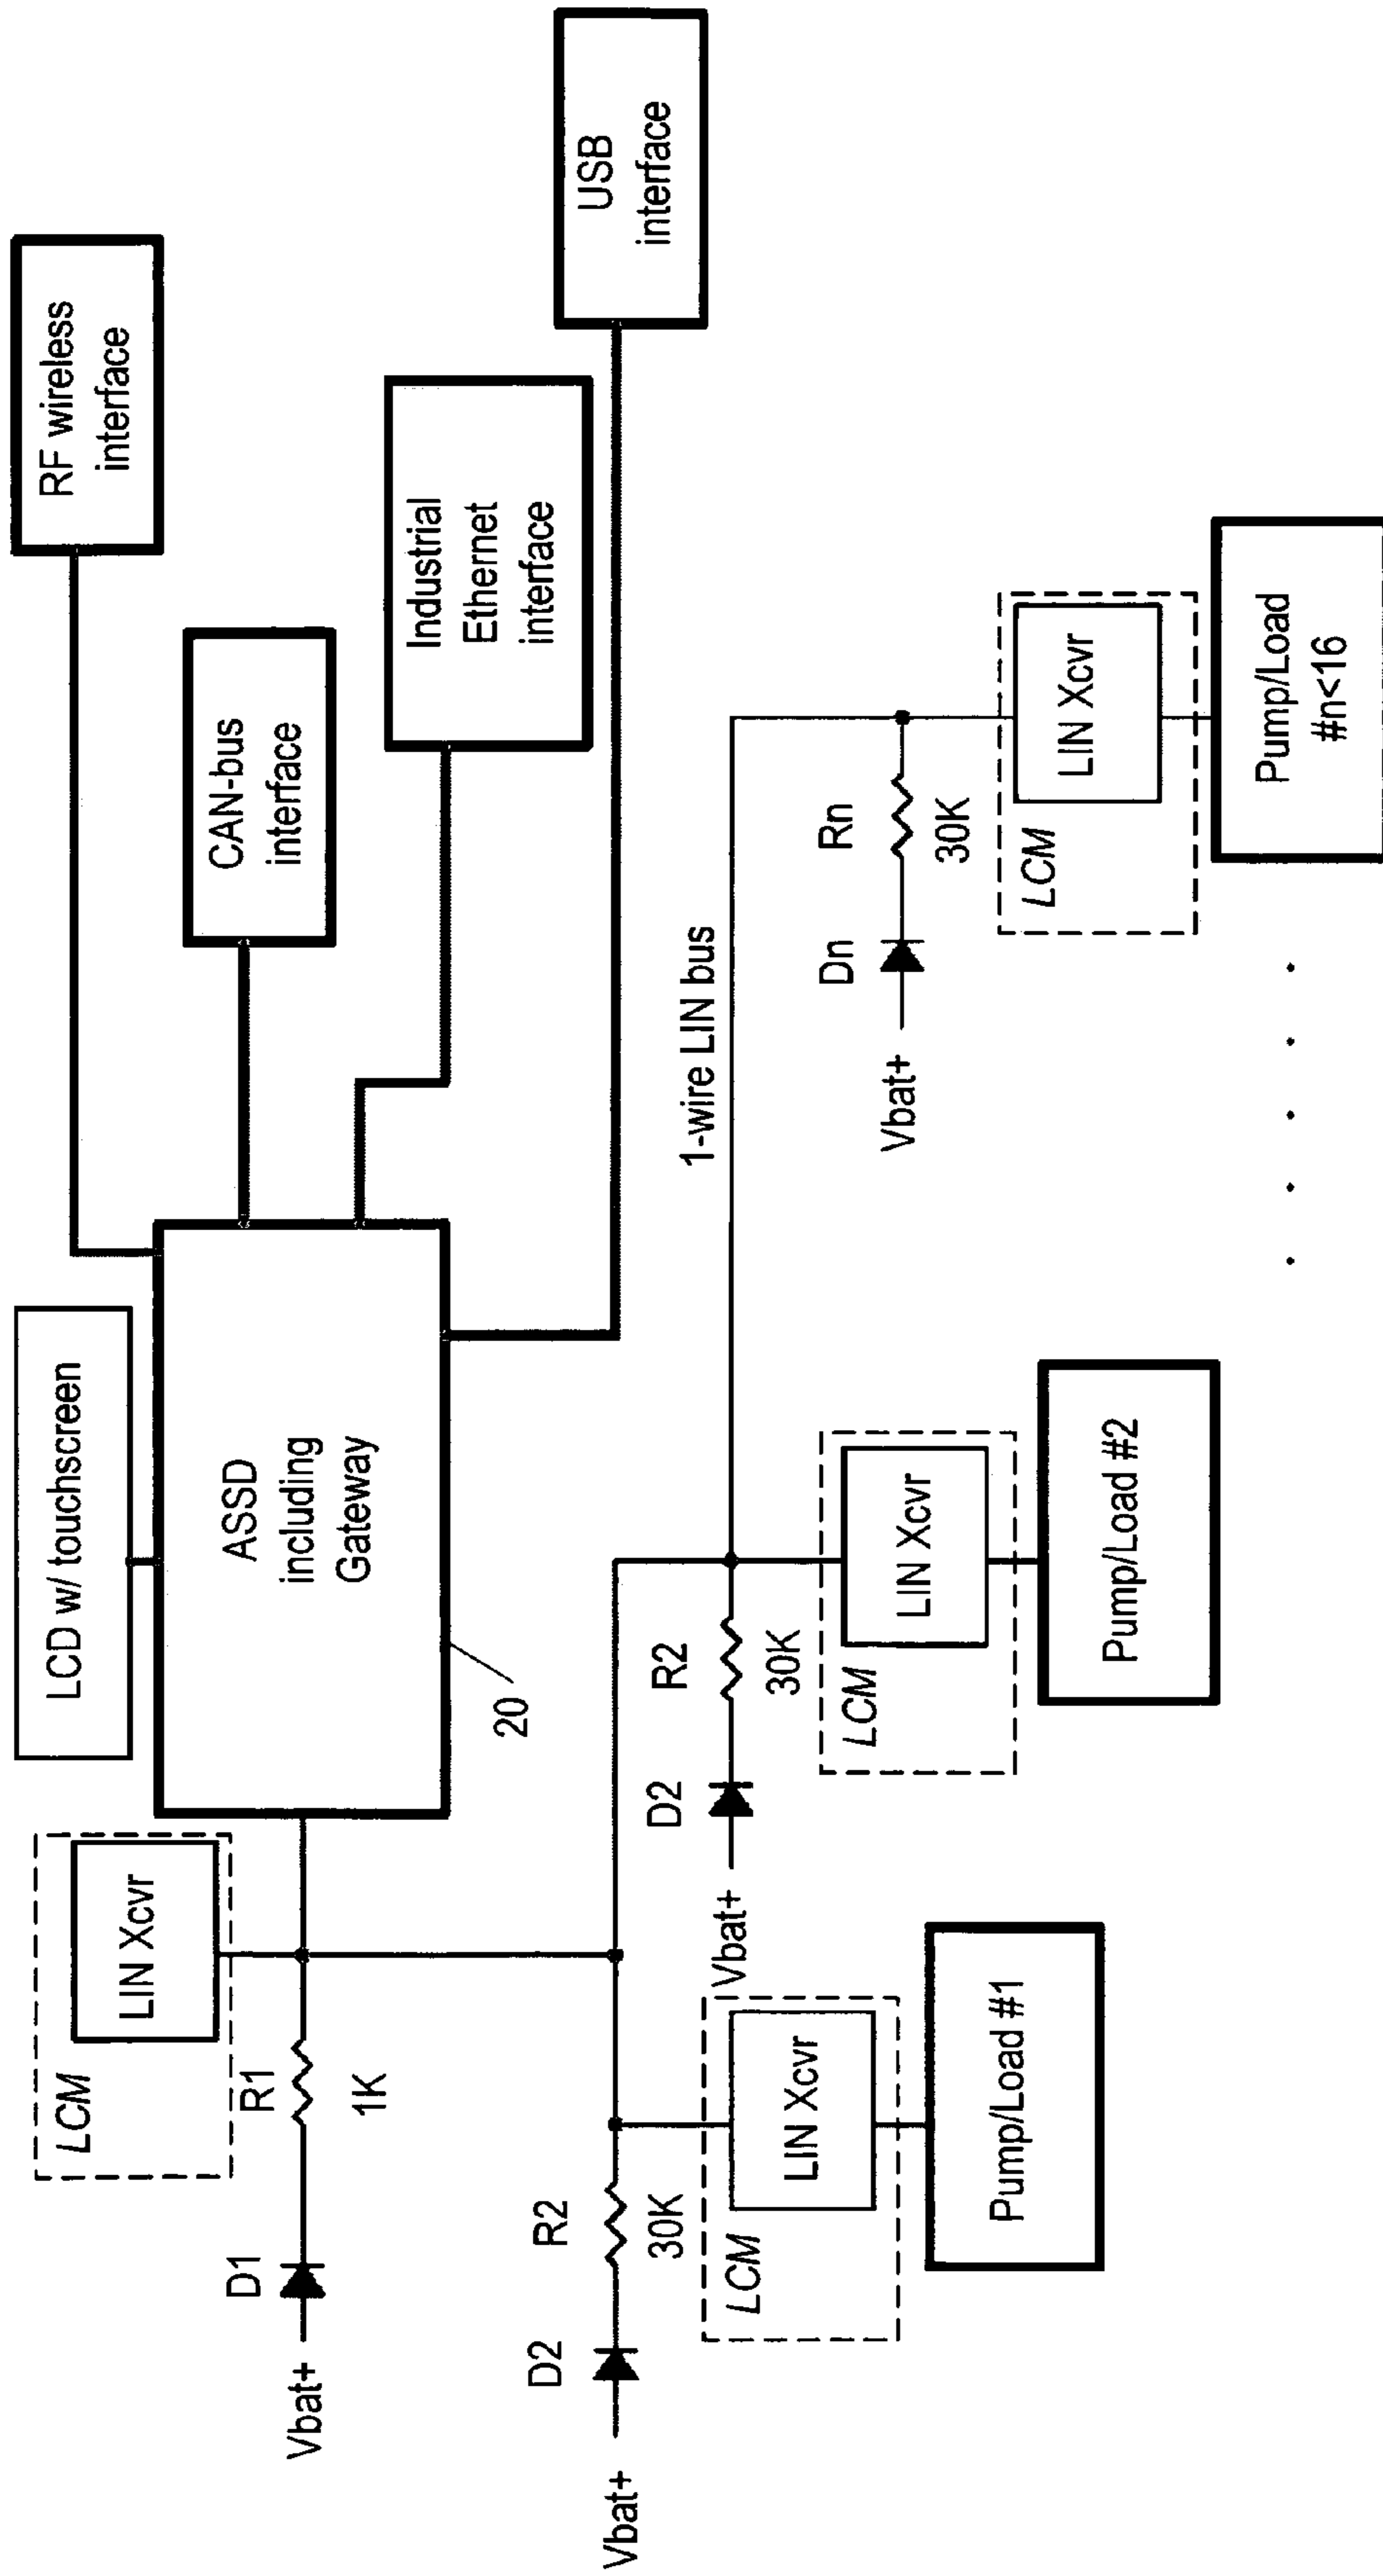 RF wireless
interface
CAN-bus
interface
Industrial
Ethernet
interface
USB
interface
LCD w/ touchscreen
ASSD
including
Gateway
20
LCM
LIN Xcvr
Vbat+
D1
R1
1K
Vbat+
D2
R2
30K
LCM
LIN Xcvr
Pump/Load #1
Vbat+
D2
R2
30K
LCM
LIN Xcvr
Pump/Load #2
1-wire LIN bus
Vbat+
Dn
Rn
30K
LCM
LIN Xcvr
Pump/Load
#n<16
. . . . .